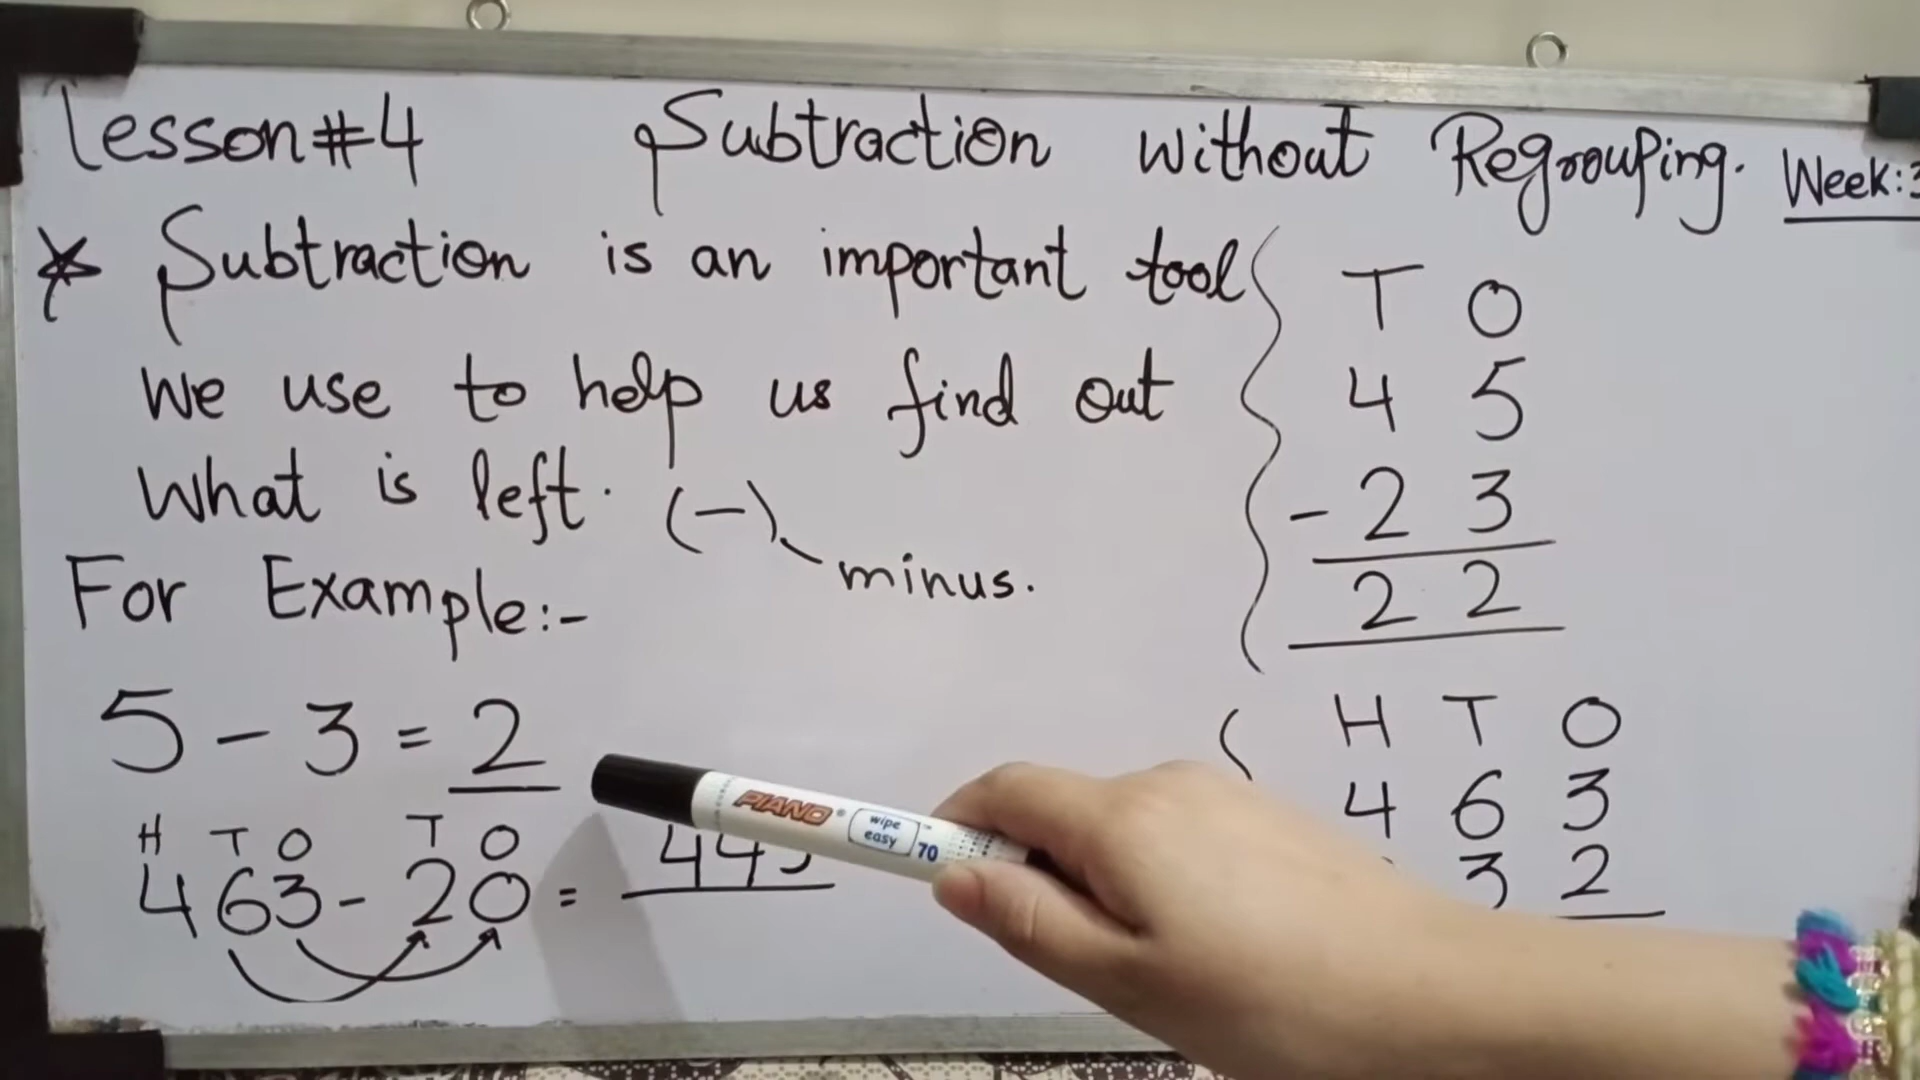 Lesson#4 Subtraction without Regrouping. Week:3
* Subtraction is an important tool
we use to help us find out
what is left. (-) minus.
For Example:-
5 - 3 = 2
H T O T O
463 - 20 = 443
T O
4 5
- 2 3
2 2
H T O
4 6 3
3 2
PIANO
wipe
easy
70